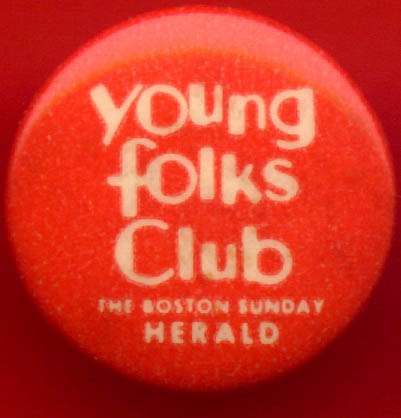 Young
folks
Club
THE BOSTON SUNDAY
HERALD